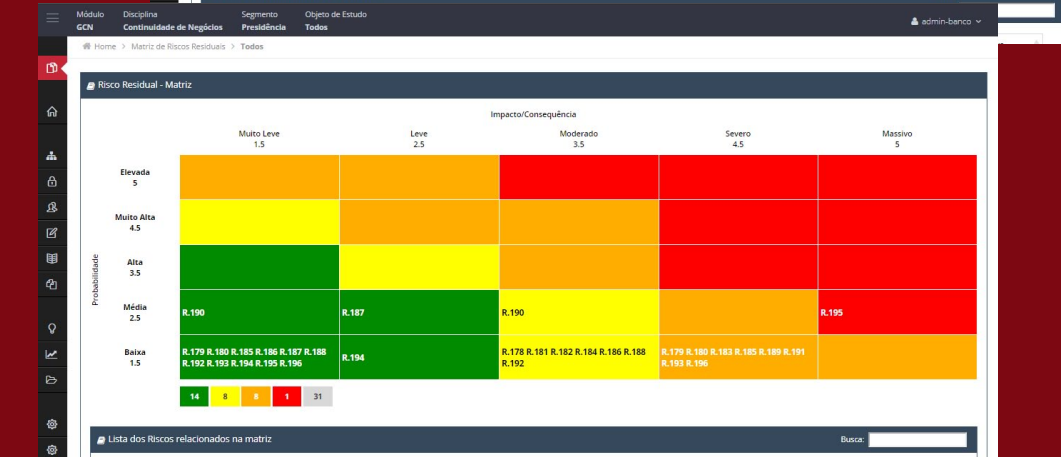 Módulo Disciplina Segmento Objeto de Estudo
GCN Continuidade de Negócios Presidência Todos
admin-banco
Home > Matriz de Riscos Residuais > Todos
Risco Residual - Matriz
Impacto/Consequência
Muito Leve Leve Moderado Severo Massivo
1.5 2.5 3.5 4.5 5
Probabilidade
Elevada
5
Muito Alta
4.5
Alta
3.5
Média
2.5
R.190 R.187 R.190 R.195
Baixa
1.5
R.179 R.180 R.185 R.186 R.187 R.188
R.192 R.193 R.194 R.195 R.196
R.194
R.178 R.181 R.182 R.184 R.186 R.188
R.192
R.179 R.180 R.183 R.185 R.189 R.191
R.193 R.196
14 8 8 1 31
Lista dos Riscos relacionados na matriz
Busca: